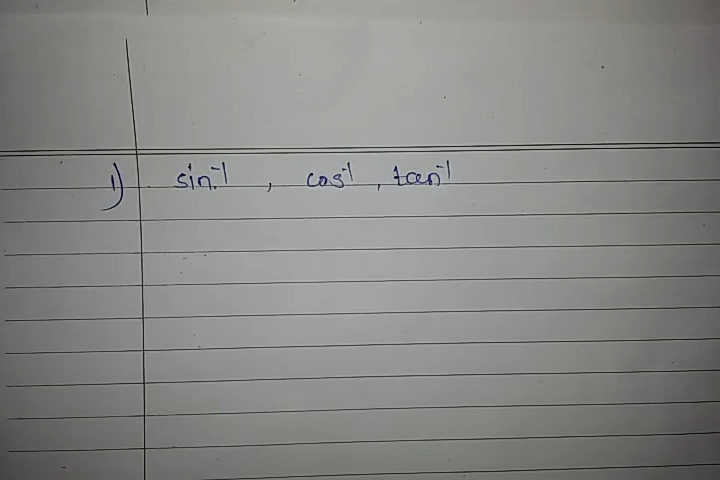 1) sin⁻¹ , cos⁻¹ , tan⁻¹